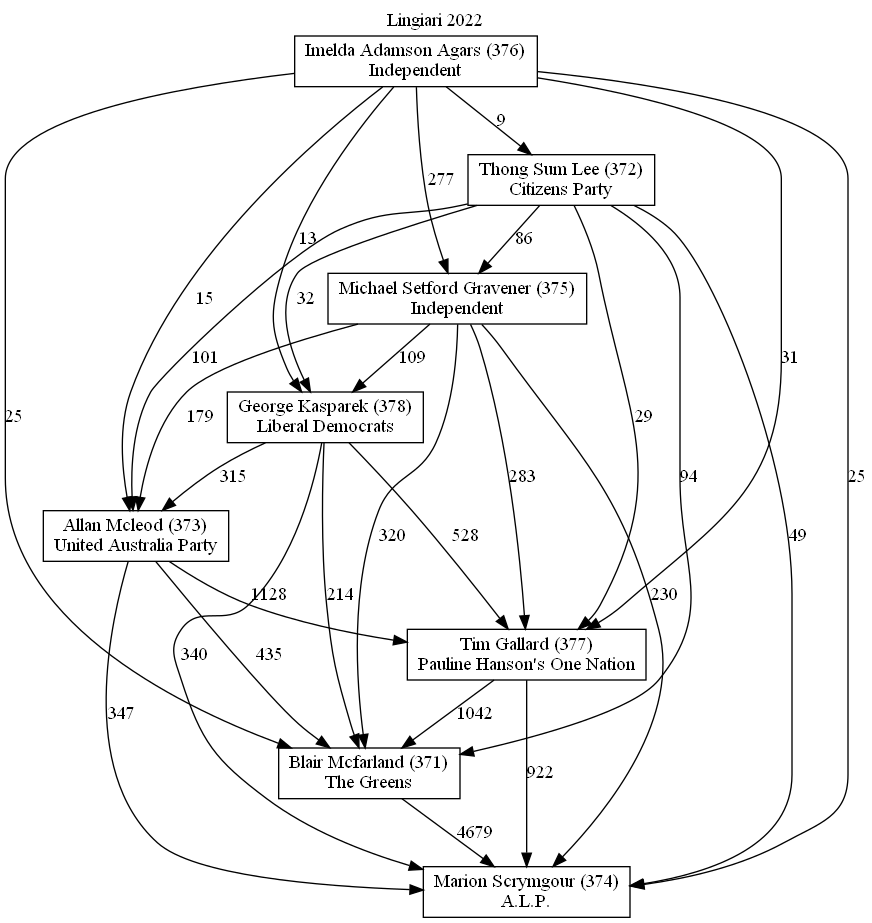 Lingiari 2022
Imelda Adamson Agars (376)
Independent
9
Thong Sum Lee (372)
Citizens Party
277
13
32
86
Michael Setford Gravener (375)
Independent
15
101
109
31
179
George Kasparek (378)
Liberal Democrats
25
29
94
25
315
Allan Mcleod (373)
United Australia Party
320
528
283
49
1128
214
230
Tim Gallard (377)
Pauline Hanson's One Nation
340
435
347
1042
Blair Mcfarland (371)
The Greens
922
4679
Marion Scrymgour (374)
A.L.P.